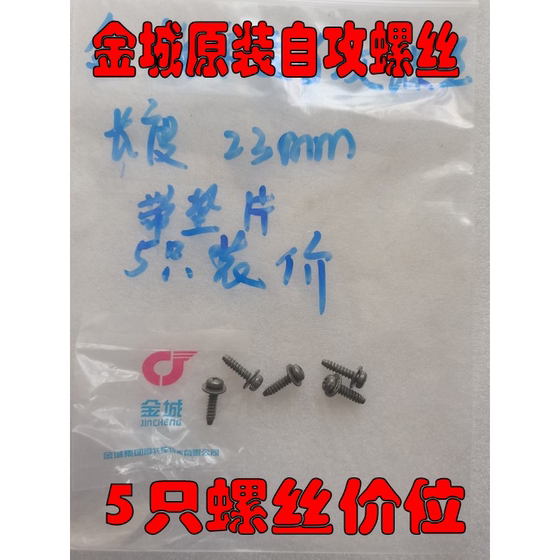 金城原装自攻螺丝
长度 23mm
带垫片
5只装价
金城
JINCHENG
5只螺丝价位